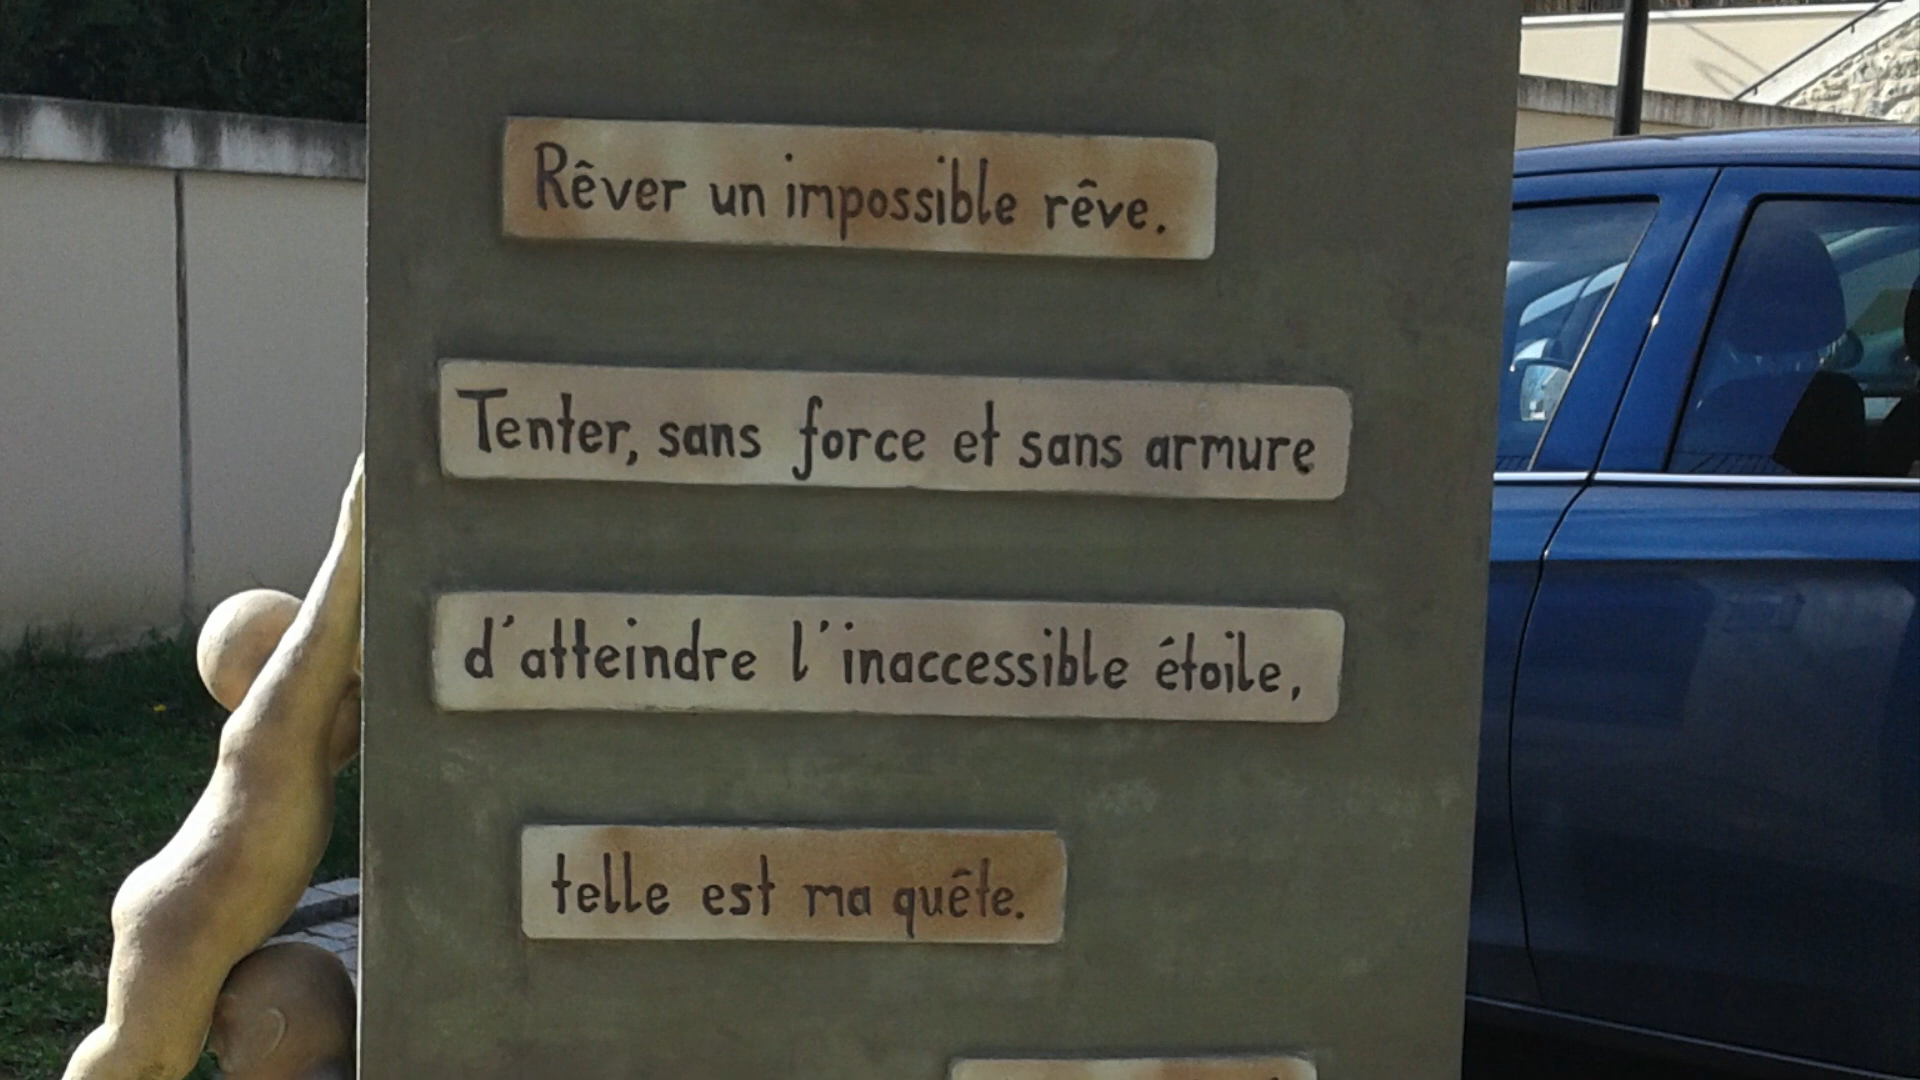 Rêver un impossible rêve.
Tenter, sans force et sans armure
d'atteindre l'inaccessible étoile,
telle est ma quête.